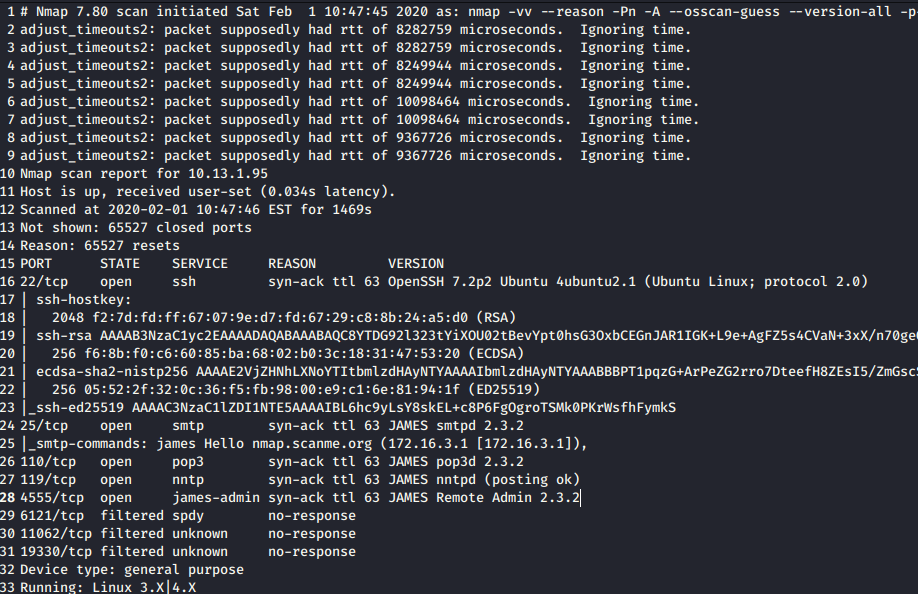 1 # Nmap 7.80 scan initiated Sat Feb  1 10:47:45 2020 as: nmap -vv --reason -Pn -A --osscan-guess --version-all -p
2 adjust_timeouts2: packet supposedly had rtt of 8282759 microseconds.  Ignoring time.
3 adjust_timeouts2: packet supposedly had rtt of 8282759 microseconds.  Ignoring time.
4 adjust_timeouts2: packet supposedly had rtt of 8249944 microseconds.  Ignoring time.
5 adjust_timeouts2: packet supposedly had rtt of 8249944 microseconds.  Ignoring time.
6 adjust_timeouts2: packet supposedly had rtt of 10098464 microseconds.  Ignoring time.
7 adjust_timeouts2: packet supposedly had rtt of 10098464 microseconds.  Ignoring time.
8 adjust_timeouts2: packet supposedly had rtt of 9367726 microseconds.  Ignoring time.
9 adjust_timeouts2: packet supposedly had rtt of 9367726 microseconds.  Ignoring time.
10 Nmap scan report for 10.13.1.95
11 Host is up, received user-set (0.034s latency).
12 Scanned at 2020-02-01 10:47:46 EST for 1469s
13 Not shown: 65527 closed ports
14 Reason: 65527 resets
15 PORT      STATE    SERVICE     REASON         VERSION
16 22/tcp    open     ssh         syn-ack ttl 63 OpenSSH 7.2p2 Ubuntu 4ubuntu2.1 (Ubuntu Linux; protocol 2.0)
17 | ssh-hostkey:
18 |   2048 f2:7d:fd:ff:67:07:9e:d7:fd:67:29:c8:8b:24:a5:d0 (RSA)
19 | ssh-rsa AAAAB3NzaC1yc2EAAAADAQABAAABAQC8YTDG92l323tYiXOU02tBevYpt0hsG3OxbCEGnJAR1IGK+L9e+AgFZ5s4CVaN+3xX/n70ge
20 |   256 f6:8b:f0:c6:60:85:ba:68:02:b0:3c:18:31:47:53:20 (ECDSA)
21 | ecdsa-sha2-nistp256 AAAAE2VjZHNhLXNoYTItbmlzdHAyNTYAAAAIbmlzdHAyNTYAAABBBPT1pqzG+ArPeZG2rro7DteefH8ZEsI5/ZmGsc
22 |   256 05:52:2f:32:0c:36:f5:fb:98:00:e9:c1:6e:81:94:1f (ED25519)
23 |_ssh-ed25519 AAAAC3NzaC1lZDI1NTE5AAAAIBL6hc9yLsY8skEL+c8P6FgOgroTSMk0PKrWsfhFymkS
24 25/tcp    open     smtp        syn-ack ttl 63 JAMES smtpd 2.3.2
25 |_smtp-commands: james Hello nmap.scanme.org (172.16.3.1 [172.16.3.1]),
26 110/tcp   open     pop3        syn-ack ttl 63 JAMES pop3d 2.3.2
27 119/tcp   open     nntp        syn-ack ttl 63 JAMES nntpd (posting ok)
28 4555/tcp  open     james-admin syn-ack ttl 63 JAMES Remote Admin 2.3.2
29 6121/tcp  filtered spdy        no-response
30 11062/tcp filtered unknown     no-response
31 19330/tcp filtered unknown     no-response
32 Device type: general purpose
33 Running: Linux 3.X|4.X